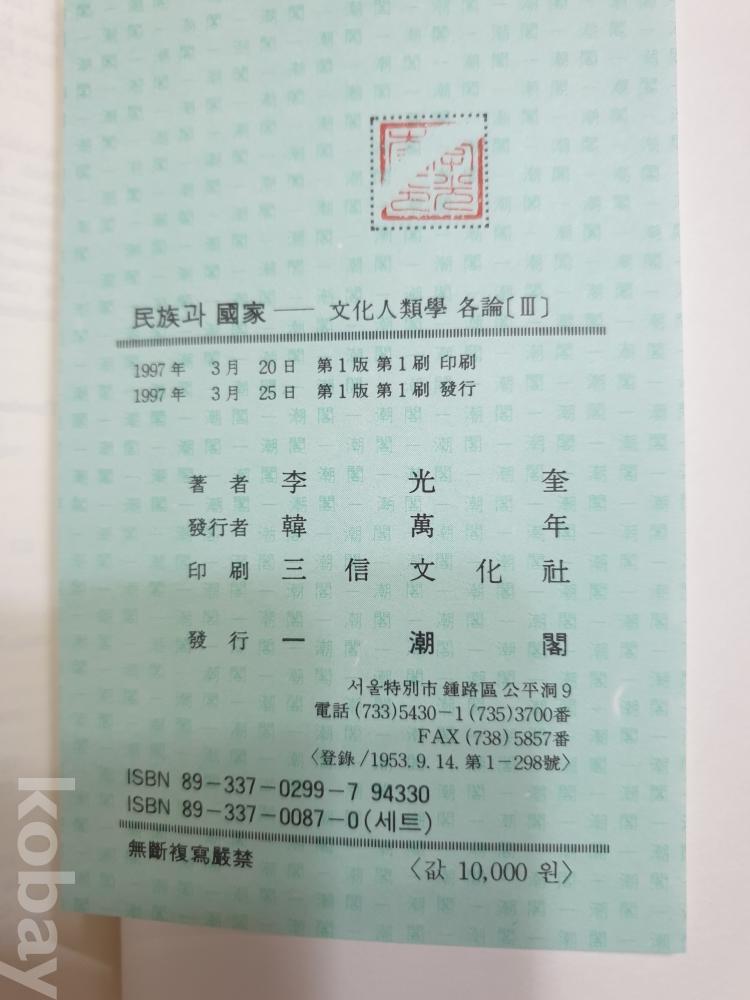 民族과 國家 ── 文化人類學 各論〔Ⅲ〕
1997年 3月 20日 第1版 第1刷 印刷
1997年 3月 25日 第1版 第1刷 發行
著者 李光奎
發行者 韓萬年
印刷 三信文化社
發行 一潮閣
서울特別市 鍾路區 公平洞 9
電話 (733)5430－1 (735)3700番
FAX (738) 5857番
〈登錄/1953. 9. 14. 第1－298號〉
ISBN 89－337－0299－7 94330
ISBN 89－337－0087－0 (세트)
無斷複寫嚴禁 〈값 10,000 원〉
kobay